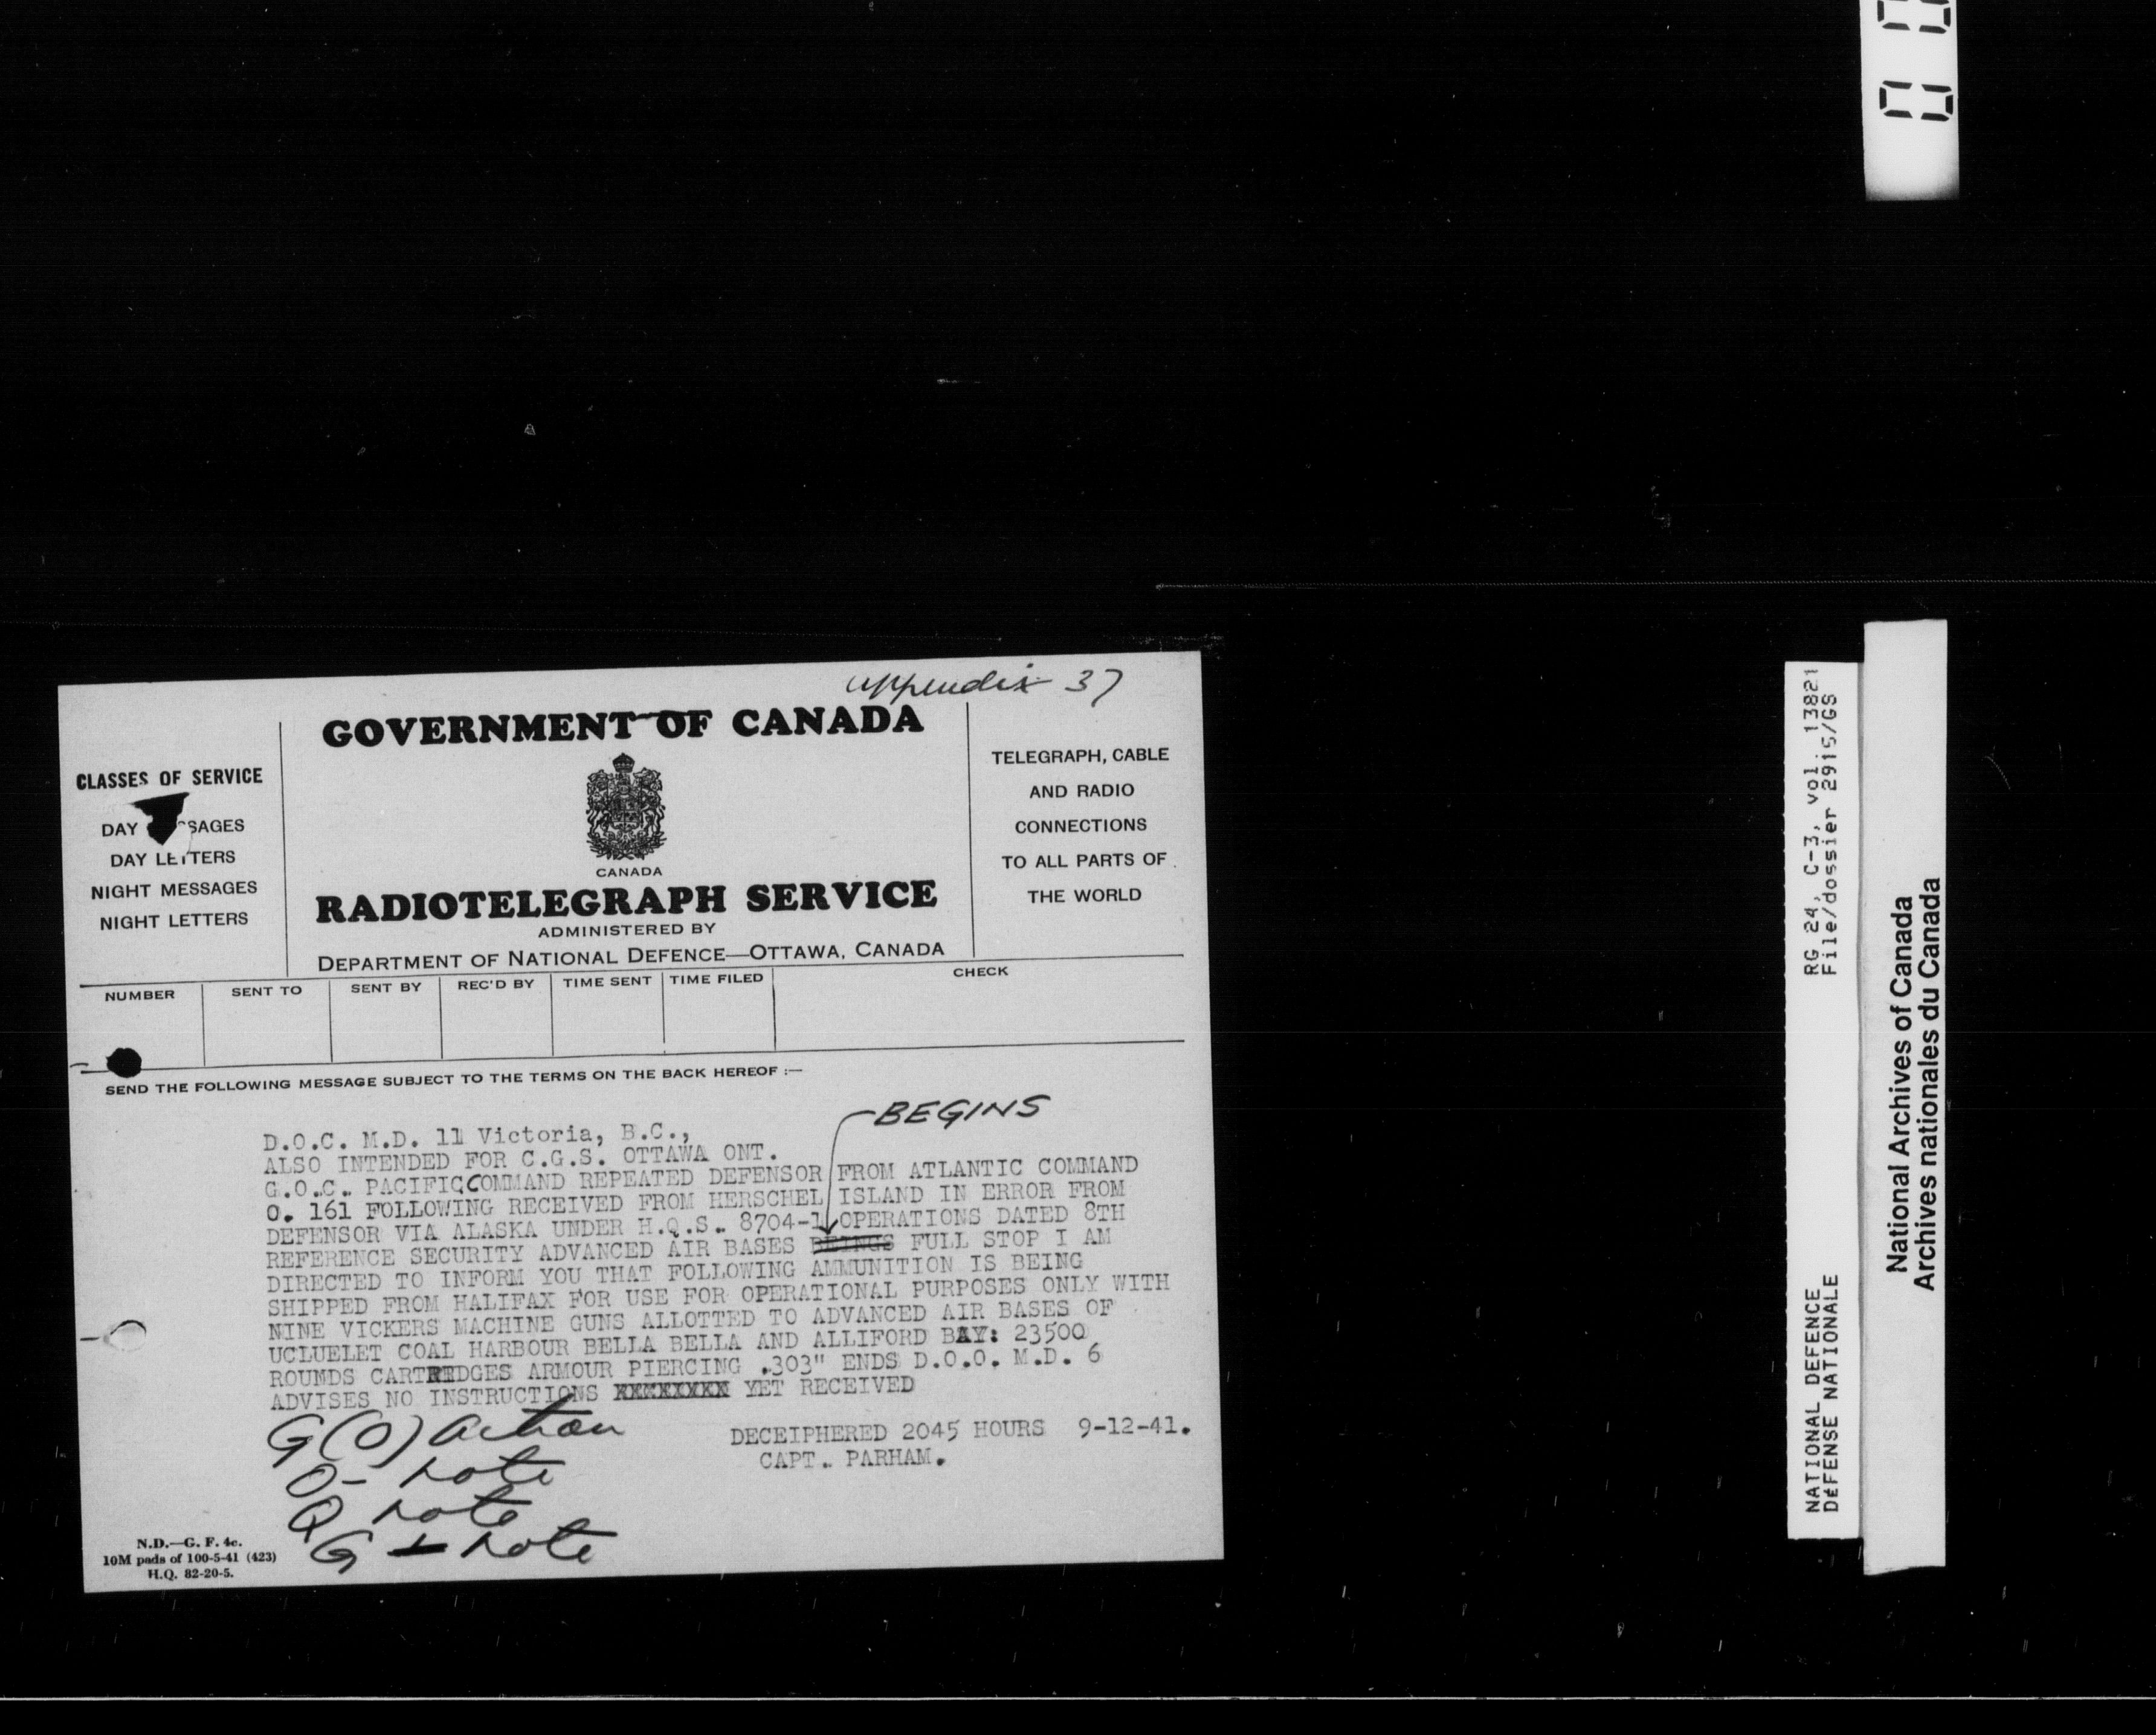 appendix 37
GOVERNMENT OF CANADA
CANADA
RADIOTELEGRAPH SERVICE
ADMINISTERED BY
DEPARTMENT OF NATIONAL DEFENCE—OTTAWA, CANADA
CLASSES OF SERVICE
DAY SAGES
DAY LETTERS
NIGHT MESSAGES
NIGHT LETTERS
TELEGRAPH, CABLE
AND RADIO
CONNECTIONS
TO ALL PARTS OF
THE WORLD
NUMBER SENT TO SENT BY REC'D BY TIME SENT TIME FILED CHECK
SEND THE FOLLOWING MESSAGE SUBJECT TO THE TERMS ON THE BACK HEREOF :—
BEGINS
D.O.C. M.D. 11 Victoria, B.C.,
ALSO INTENDED FOR C.G.S. OTTAWA ONT.
G.O.C. PACIFIC COMMAND REPEATED DEFENSOR FROM ATLANTIC COMMAND
O. 161 FOLLOWING RECEIVED FROM HERSCHEL ISLAND IN ERROR FROM
DEFENSOR VIA ALASKA UNDER H.Q.S. 8704-1 OPERATIONS DATED 8TH
REFERENCE SECURITY ADVANCED AIR BASES BEINGS FULL STOP I AM
DIRECTED TO INFORM YOU THAT FOLLOWING AMMUNITION IS BEING
SHIPPED FROM HALIFAX FOR USE FOR OPERATIONAL PURPOSES ONLY WITH
NINE VICKERS MACHINE GUNS ALLOTTED TO ADVANCED AIR BASES OF
UCLUELET COAL HARBOUR BELLA BELLA AND ALLIFORD BAY: 23500
ROUNDS CARTRIDGES ARMOUR PIERCING .303" ENDS D.O.O. M.D. 6
ADVISES NO INSTRUCTIONS XXXXXXXX YET RECEIVED
DECEIPHERED 2045 HOURS 9-12-41.
CAPT. PARHAM.
G(O) action
O- note
Q note
G note
N.D.—G. F. 4c.
10M pads of 100-5-41 (423)
H.Q. 82-20-5.
RG 24, C-3, vol. 13821
File/dossier 2915/GS
NATIONAL DEFENCE
DÉFENSE NATIONALE
National Archives of Canada
Archives nationales du Canada